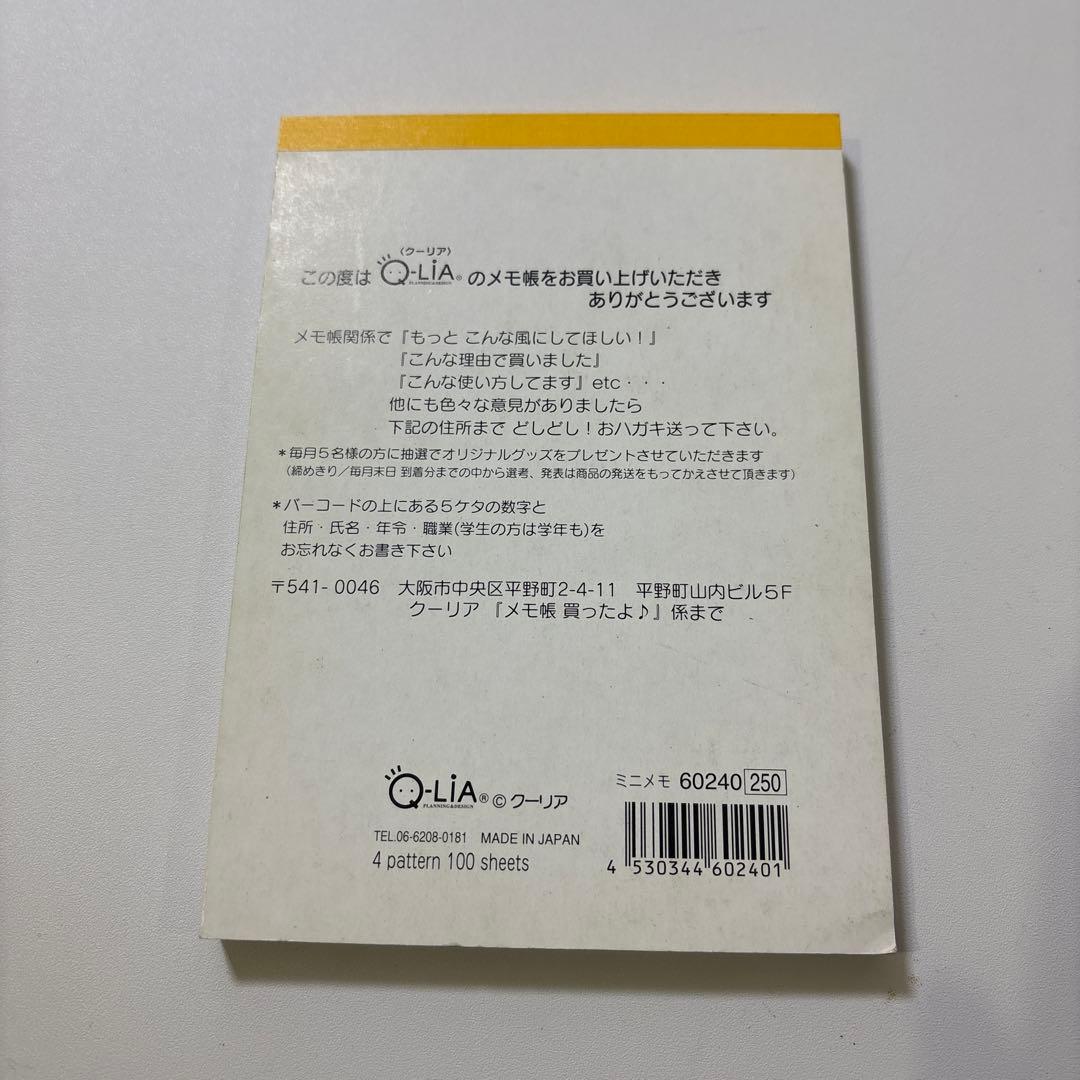 〈クーリア〉
この度は Q-LiA® のメモ帳をお買い上げいただき
PLANNING&DESIGN
ありがとうございます
メモ帳関係で『もっと こんな風にしてほしい！』
『こんな理由で買いました』
『こんな使い方してます』etc・・・
他にも色々な意見がありましたら
下記の住所まで どしどし！おハガキ送って下さい。
＊毎月5名様の方に抽選でオリジナルグッズをプレゼントさせていただきます
(締めきり／毎月末日 到着分までの中から選考、発表は商品の発送をもってかえさせて頂きます)
＊バーコードの上にある5ケタの数字と
住所・氏名・年令・職業(学生の方は学年も)を
お忘れなくお書き下さい
〒541-0046 大阪市中央区平野町2-4-11 平野町山内ビル5F
クーリア 『メモ帳 買ったよ♪』係まで
Q-LiA® © クーリア
PLANNING&DESIGN
TEL.06-6208-0181 MADE IN JAPAN
4 pattern 100 sheets
ミニメモ 60240 250
4 530344 602401